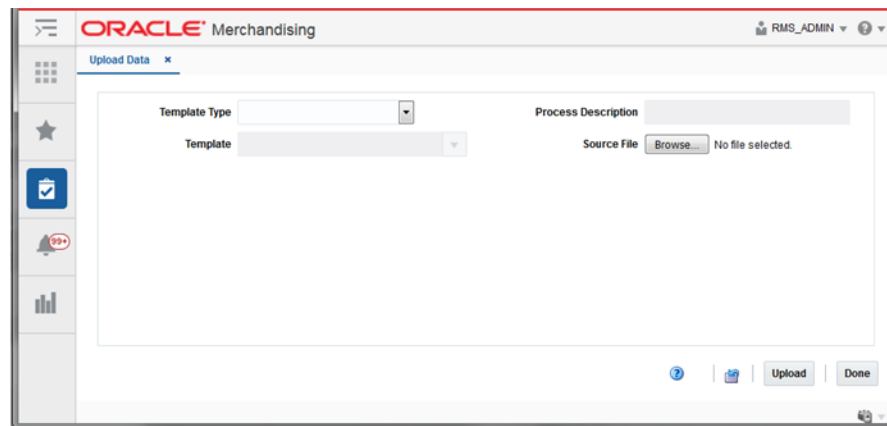 ORACLE® Merchandising
RMS_ADMIN
Upload Data ×
Template Type
Process Description
Template
Source File Browse... No file selected.
99+
? Upload Done